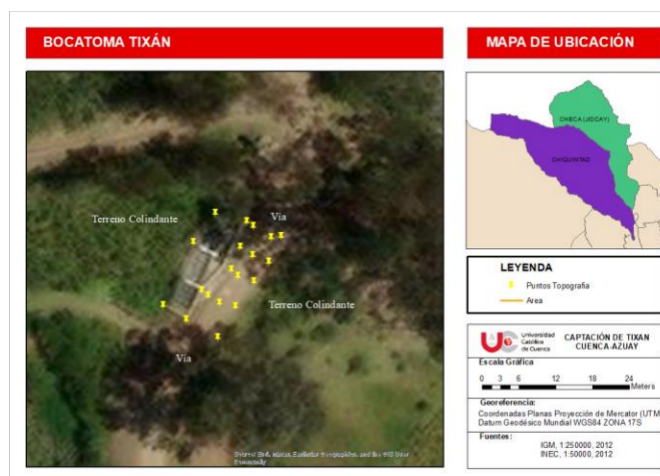 BOCATOMA TIXÁN
Terreno Colindante
Via
Terreno Colindante
Via
MAPA DE UBICACIÓN
CHECA (JIDCAY)
CHIQUINTAD
LEYENDA
Puntos Topografia
Area
UC Universidad
Católica
de Cuenca
CAPTACIÓN DE TIXAN
CUENCA-AZUAY
Escala Gráfica
0 3 6 12 18 24
Meters
Georeferencia:
Coordenadas Planas Proyección de Mercator (UTM
Datum Geodésico Mundial WGS84 ZONA 17S
Fuentes:
IGM, 1:250000, 2012
INEC, 1:50000, 2012